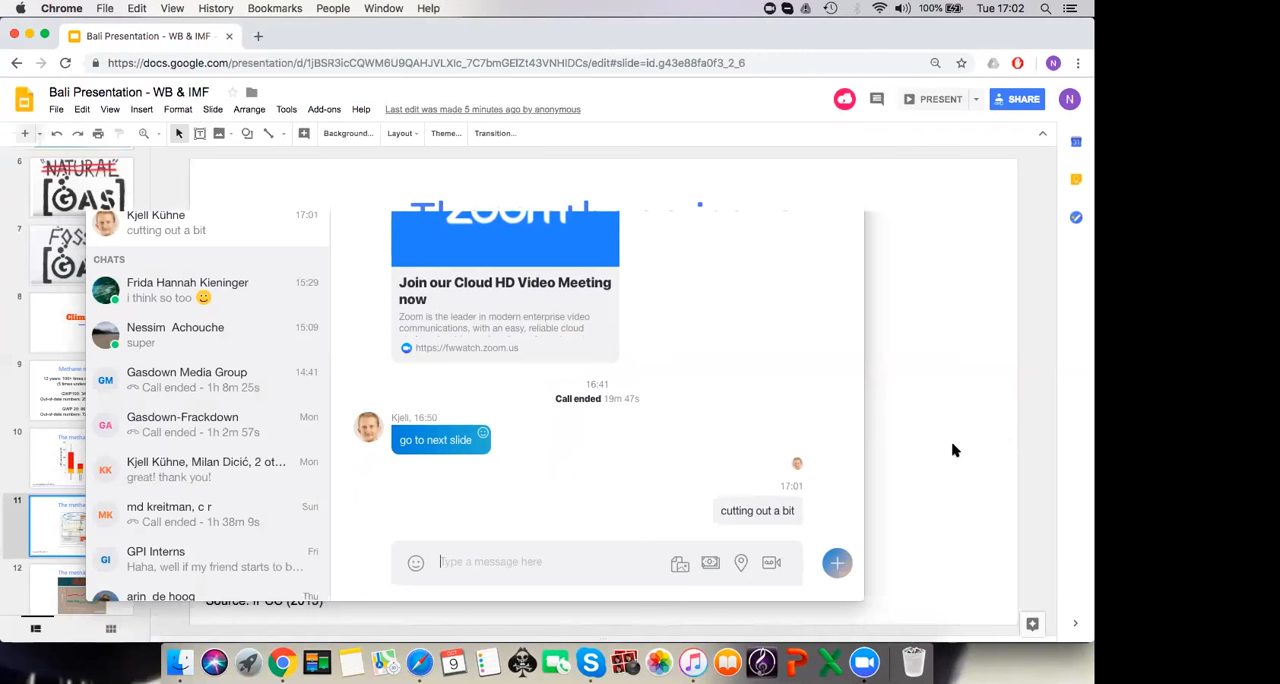 Chrome File Edit View History Bookmarks People Window Help 100% Tue 17:02
Bali Presentation - WB & IMF -
https://docs.google.com/presentation/d/1jBSR3icCQWM6U9QAHJVLXic_7C7bmGEIZt43VNHIDCs/edit#slide=id.g43e88fa0f3_2_6
N
Bali Presentation - WB & IMF
File Edit View Insert Format Slide Arrange Tools Add-ons Help
Last edit was made 5 minutes ago by anonymous
PRESENT
SHARE
N
Background... Layout Theme... Transition...
6
"NATURAL"
GAS
7
8
9
10
11
12
Kjell Kühne 17:01
cutting out a bit
CHATS
Frida Hannah Kieninger 15:29
i think so too
Nessim Achouche 15:09
super
GM
Gasdown Media Group 14:41
Call ended - 1h 8m 25s
GA
Gasdown-Frackdown Mon
Call ended - 1h 2m 57s
KK
Kjell Kühne, Milan Dicić, 2 ot... Mon
great! thank you!
MK
md kreitman, c r Sun
Call ended - 1h 38m 9s
GI
GPI Interns Fri
Haha, well if my friend starts to b...
arin de hoog Thu
zoom
Join our Cloud HD Video Meeting
now
Zoom is the leader in modern enterprise video
communications, with an easy, reliable cloud
https://fwwatch.zoom.us
16:41
Call ended 19m 47s
Kjell, 16:50
go to next slide
17:01
cutting out a bit
Type a message here
OCT
9